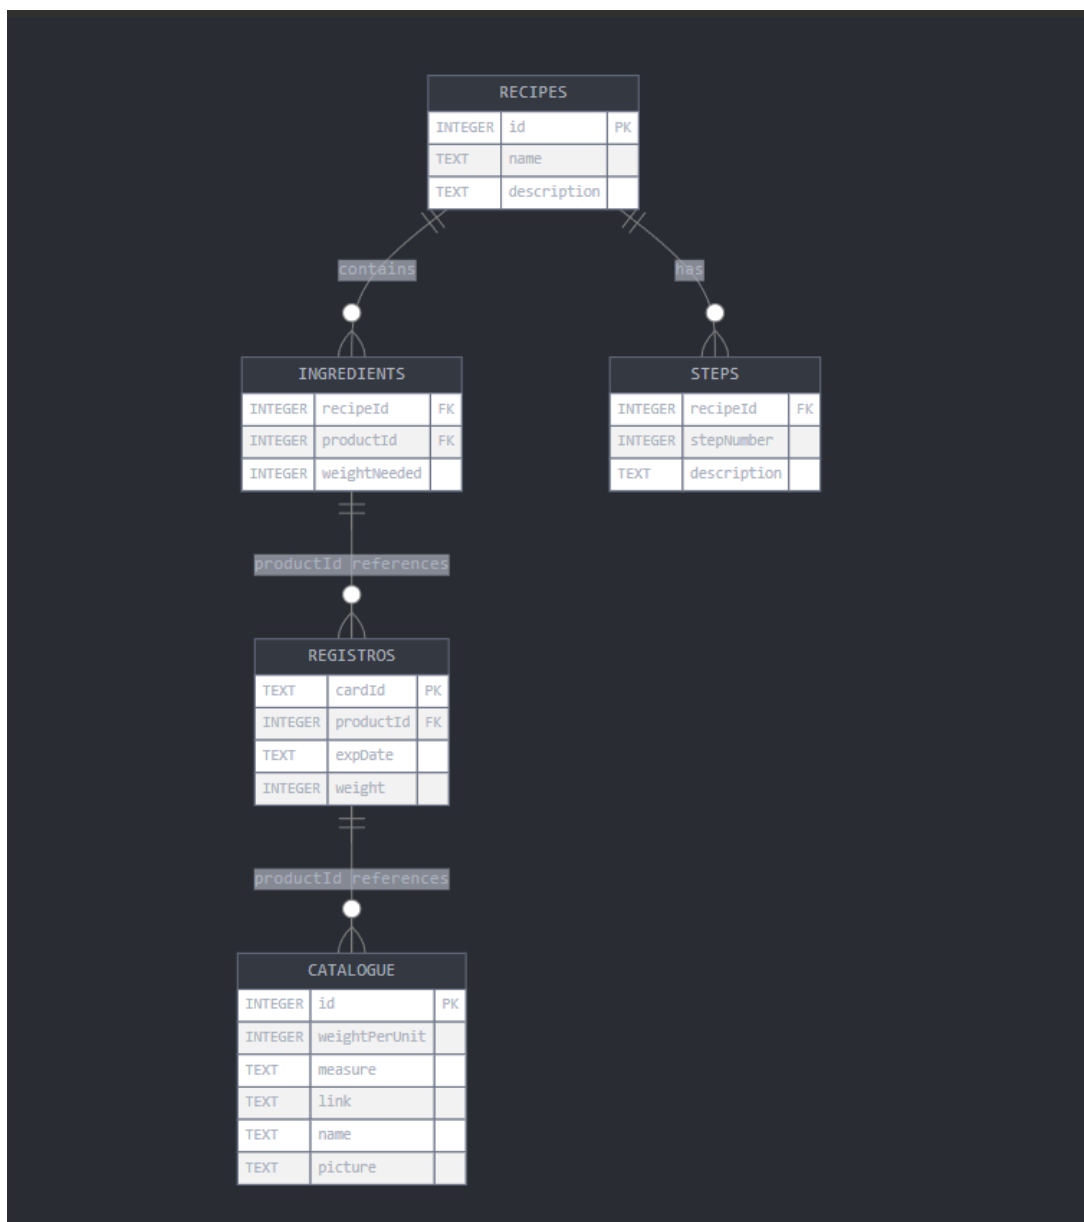 RECIPES
INTEGER id PK
TEXT name
TEXT description
contains
has
INGREDIENTS
INTEGER recipeId FK
INTEGER productId FK
INTEGER weightNeeded
STEPS
INTEGER recipeId FK
INTEGER stepNumber
TEXT description
productId references
REGISTROS
TEXT cardId PK
INTEGER productId FK
TEXT expDate
INTEGER weight
productId references
CATALOGUE
INTEGER id PK
INTEGER weightPerUnit
TEXT measure
TEXT link
TEXT name
TEXT picture